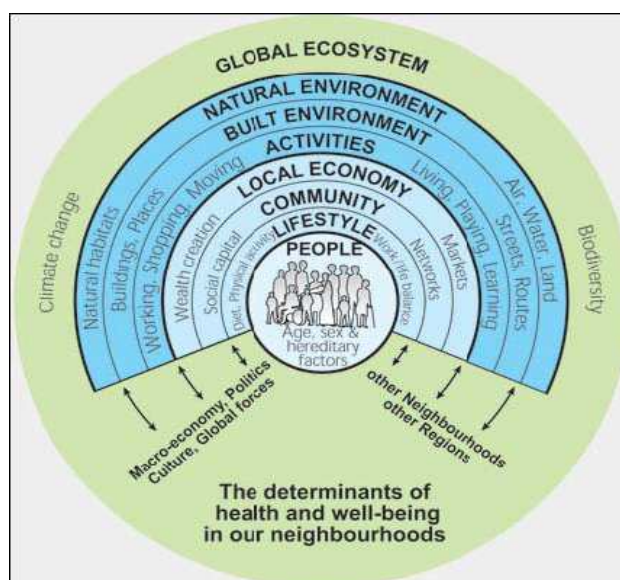 GLOBAL ECOSYSTEM
NATURAL ENVIRONMENT
BUILT ENVIRONMENT
ACTIVITIES
LOCAL ECONOMY
COMMUNITY
LIFESTYLE
PEOPLE
Age, sex &
hereditary
factors
Climate change
Natural habitats
Buildings, Places
Working, Shopping, Moving
Wealth creation
Social capital
Diet, Physical activity
Work/life balance
Networks
Markets
Living, Playing, Learning
Streets, Routes
Air, Water, Land
Biodiversity
Macro-economy, Politics
Culture, Global forces
other Neighbourhoods
other Regions
The determinants of
health and well-being
in our neighbourhoods